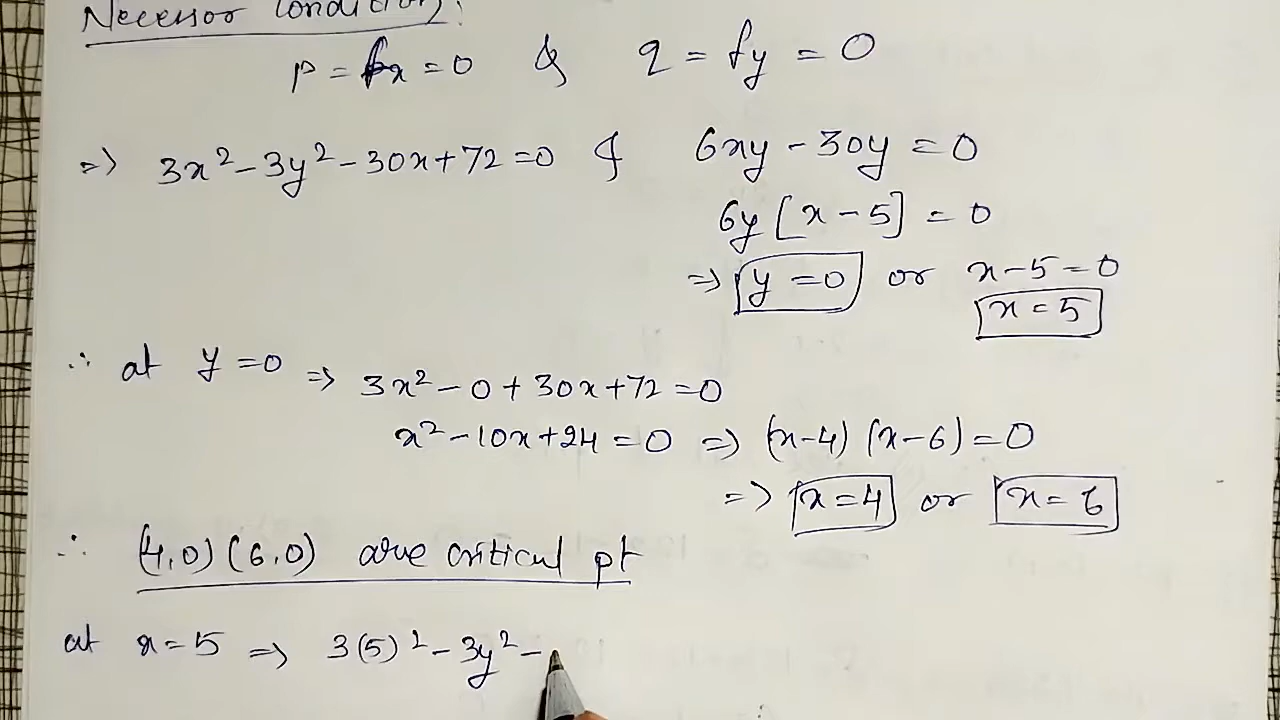 Necessor Condition:
p = fx = 0 & q = fy = 0
=> 3x² - 3y² - 30x + 72 = 0 & 6xy - 30y = 0
6y [x - 5] = 0
=> y = 0 or x - 5 = 0
x = 5
∴ at y = 0 => 3x² - 0 + 30x + 72 = 0
x² - 10x + 24 = 0 => (x-4) (x-6) = 0
=> x = 4 or x = 6
∴ (4,0) (6,0) are critical pt
at x = 5 => 3(5)² - 3y² -